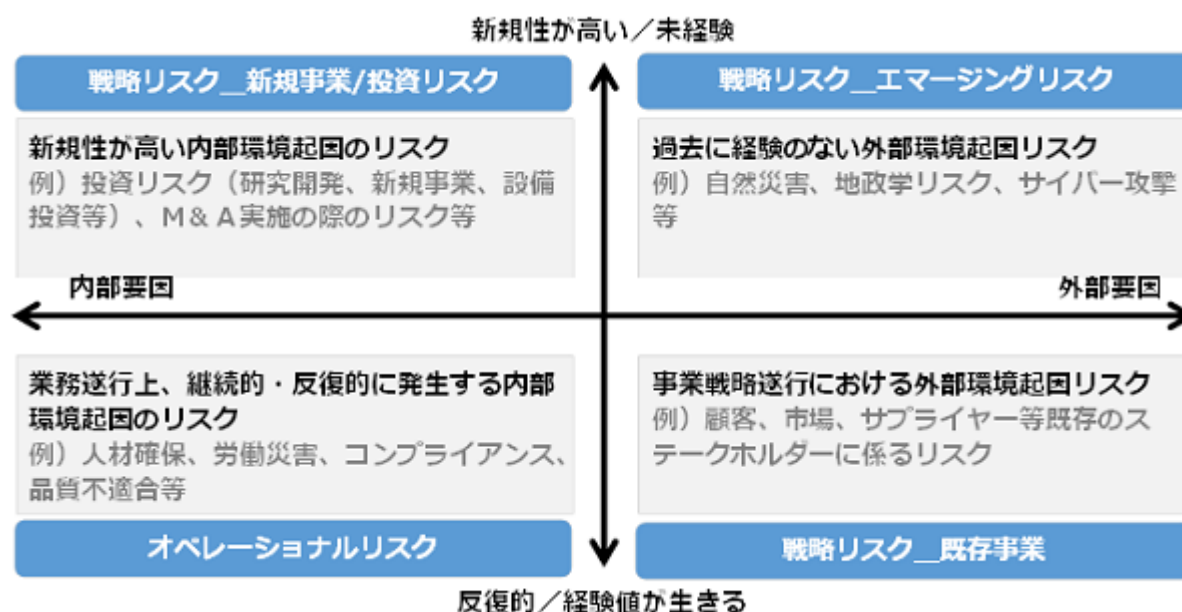 新規性が高い／未経験
戦略リスク__新規事業/投資リスク
新規性が高い内部環境起因のリスク
例）投資リスク（研究開発、新規事業、設備
投資等）、M＆A実施の際のリスク等
戦略リスク__エマージングリスク
過去に経験のない外部環境起因リスク
例）自然災害、地政学リスク、サイバー攻撃
等
内部要因
外部要因
業務遂行上、継続的・反復的に発生する内部
環境起因のリスク
例）人材確保、労働災害、コンプライアンス、
品質不適合等
オペレーショナルリスク
事業戦略遂行における外部環境起因リスク
例）顧客、市場、サプライヤー等既存のス
テークホルダーに係るリスク
戦略リスク__既存事業
反復的／経験値が生きる